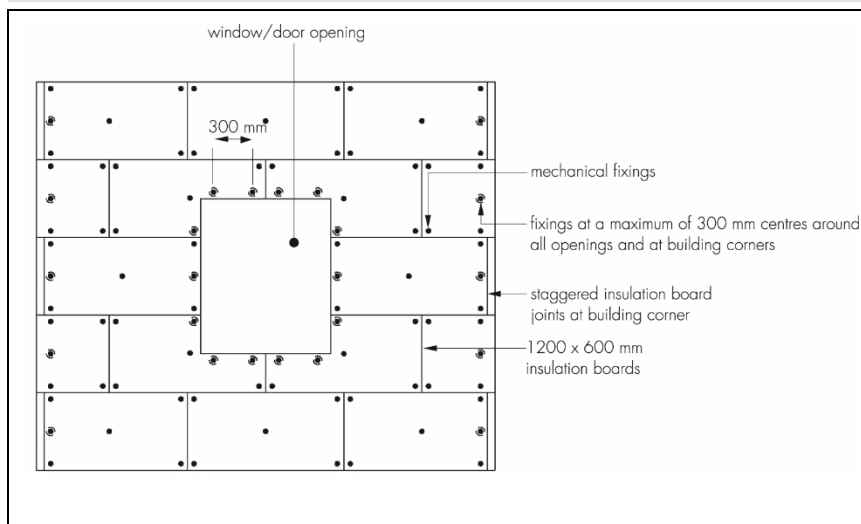 window/door opening
300 mm
mechanical fixings
fixings at a maximum of 300 mm centres around
all openings and at building corners
staggered insulation board
joints at building corner
1200 x 600 mm
insulation boards